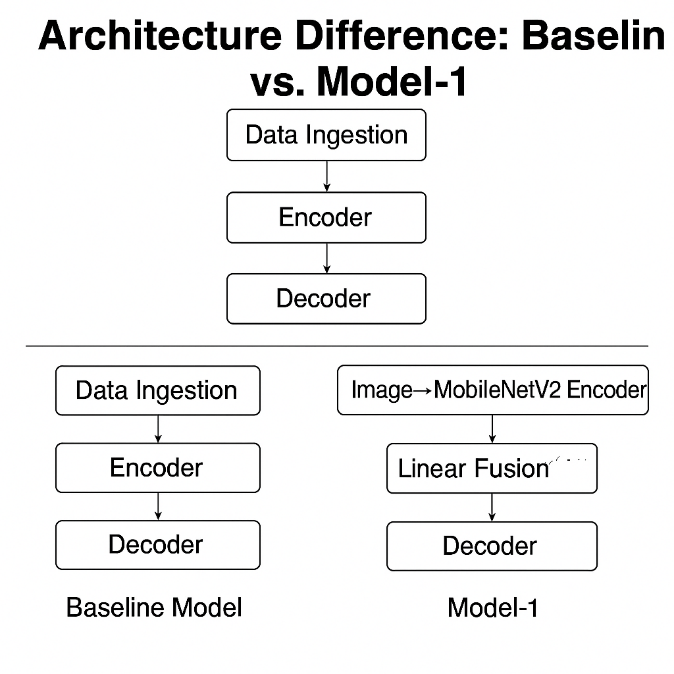 Architecture Difference: Baselin
vs. Model-1
Data Ingestion
Encoder
Decoder
Data Ingestion
Encoder
Decoder
Baseline Model
Image→MobileNetV2 Encoder
Linear Fusion
Decoder
Model-1